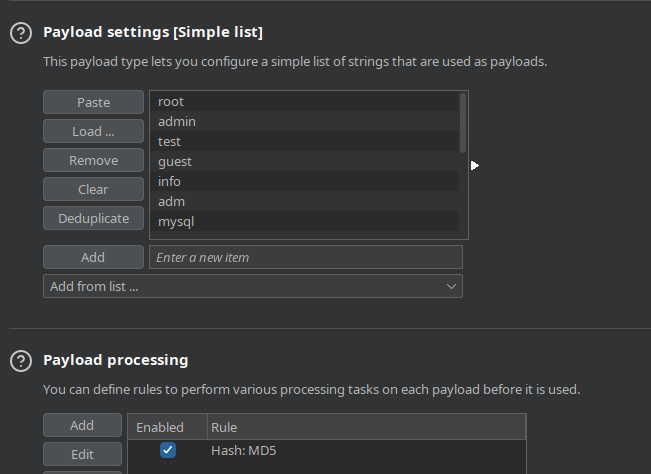 Payload settings [Simple list]
This payload type lets you configure a simple list of strings that are used as payloads.
Paste
Load ...
Remove
Clear
Deduplicate
root
admin
test
guest
info
adm
mysql
Add
Enter a new item
Add from list ...
Payload processing
You can define rules to perform various processing tasks on each payload before it is used.
Add
Edit
Enabled Rule
Hash: MD5